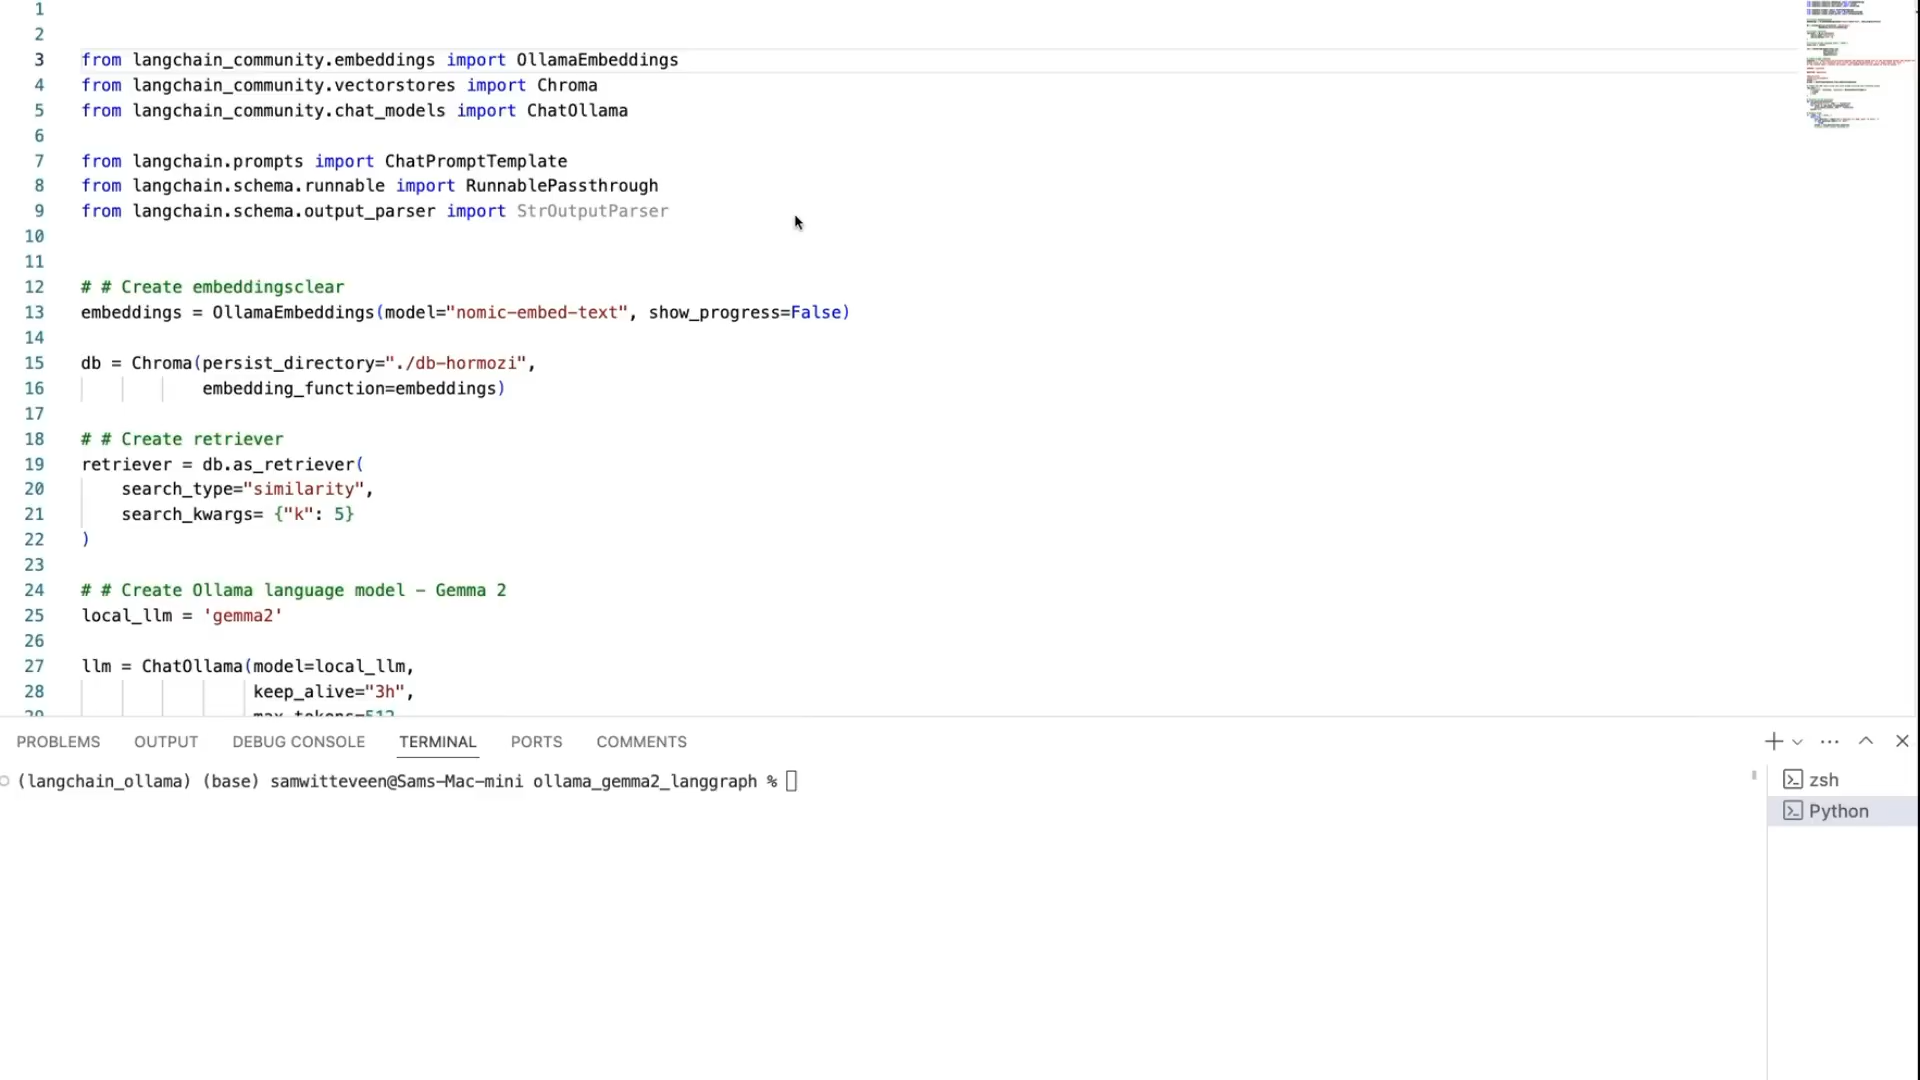 1
2
3 from langchain_community.embeddings import OllamaEmbeddings
4 from langchain_community.vectorstores import Chroma
5 from langchain_community.chat_models import ChatOllama
6
7 from langchain.prompts import ChatPromptTemplate
8 from langchain.schema.runnable import RunnablePassthrough
9 from langchain.schema.output_parser import StrOutputParser
10
11
12 # # Create embeddingsclear
13 embeddings = OllamaEmbeddings(model="nomic-embed-text", show_progress=False)
14
15 db = Chroma(persist_directory="./db-hormozi",
16 embedding_function=embeddings)
17
18 # # Create retriever
19 retriever = db.as_retriever(
20 search_type="similarity",
21 search_kwargs= {"k": 5}
22 )
23
24 # # Create Ollama language model - Gemma 2
25 local_llm = 'gemma2'
26
27 llm = ChatOllama(model=local_llm,
28 keep_alive="3h",
29 max_tokens=512
PROBLEMS OUTPUT DEBUG CONSOLE TERMINAL PORTS COMMENTS
(langchain_ollama) (base) samwitteveen@Sams-Mac-mini ollama_gemma2_langgraph %
zsh
Python